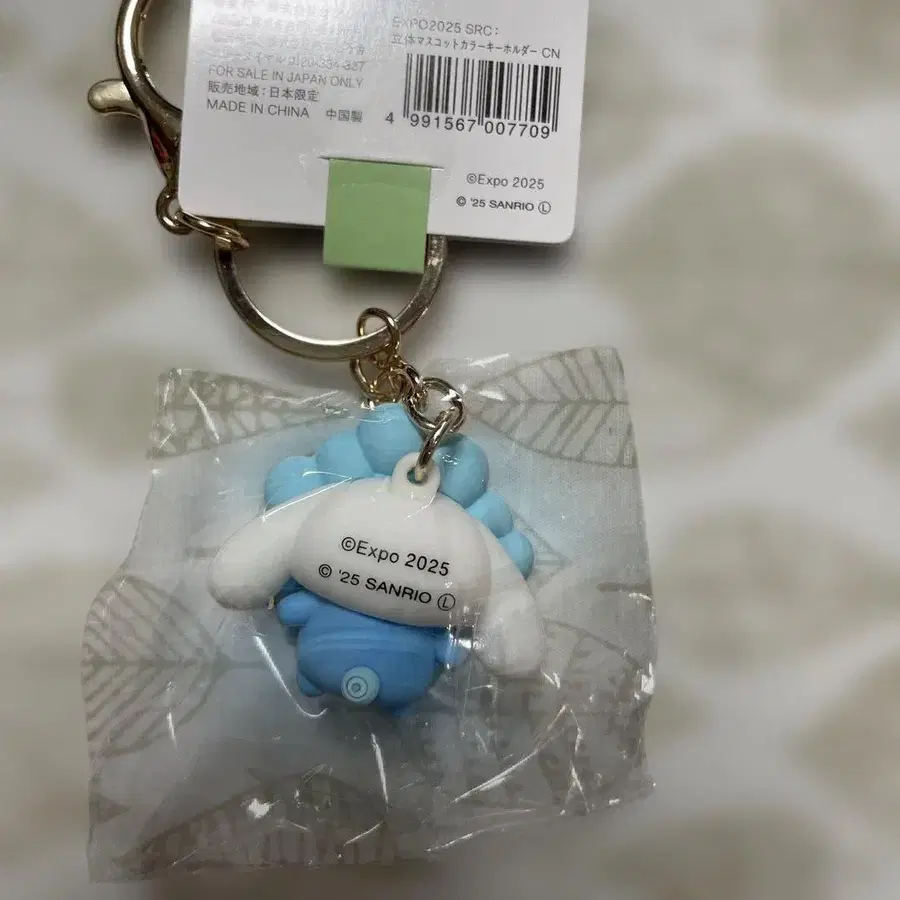 EXPO2025 SRC:
立体マスコットカラーキーホルダー CN
FOR SALE IN JAPAN ONLY
販売地域：日本限定
MADE IN CHINA 中国製
4 991567 007709
©Expo 2025
© '25 SANRIO Ⓛ
©Expo 2025
© '25 SANRIO Ⓛ